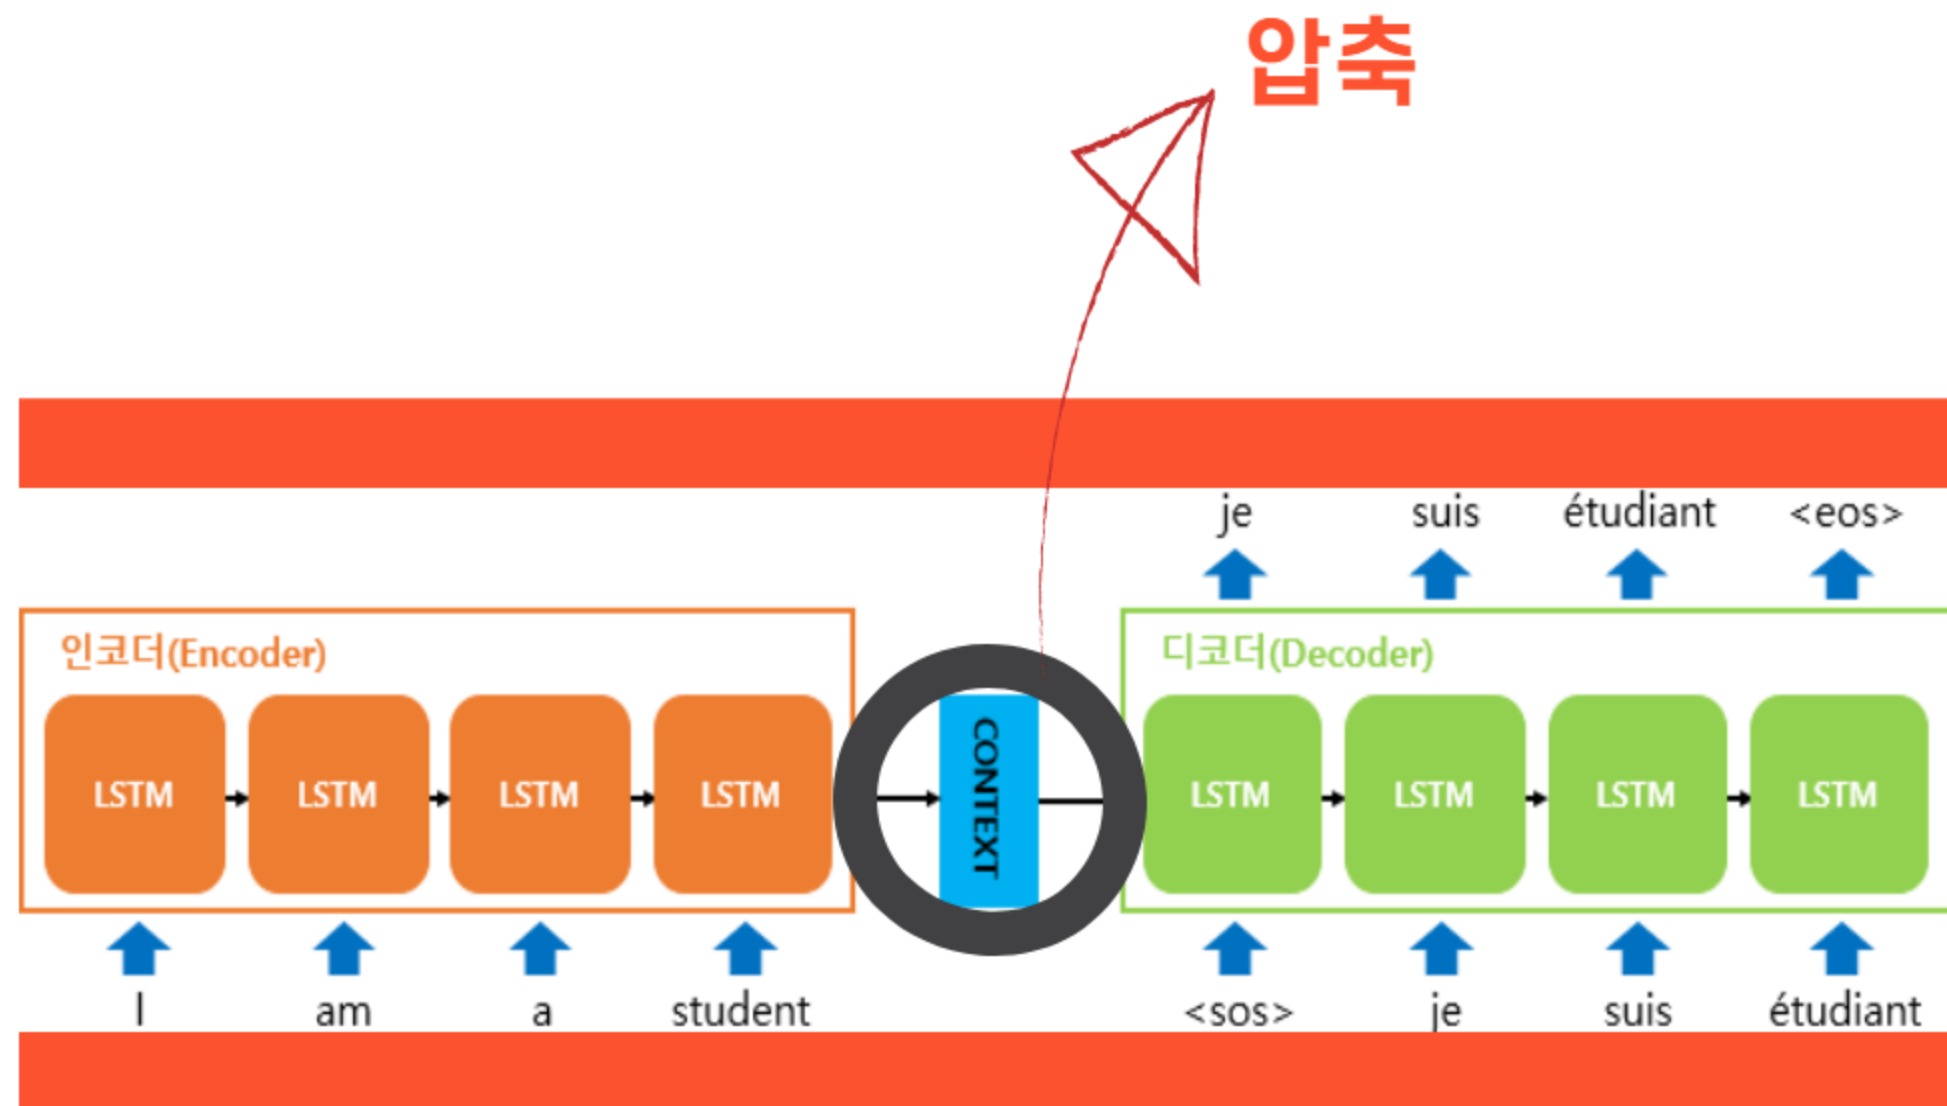 압축
je suis étudiant <eos>
인코더(Encoder)
디코더(Decoder)
LSTM LSTM LSTM LSTM
CONTEXT
LSTM LSTM LSTM LSTM
I am a student
<sos> je suis étudiant